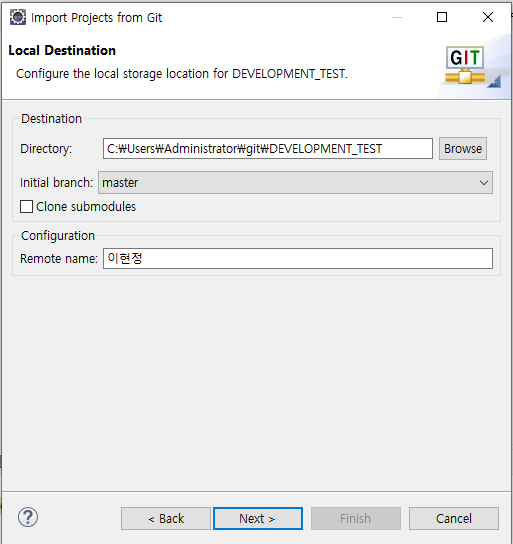 Import Projects from Git
Local Destination
Configure the local storage location for DEVELOPMENT_TEST.
GIT
Destination
Directory: C:₩Users₩Administrator₩git₩DEVELOPMENT_TEST Browse
Initial branch: master
Clone submodules
Configuration
Remote name: 이현정
? < Back Next > Finish Cancel